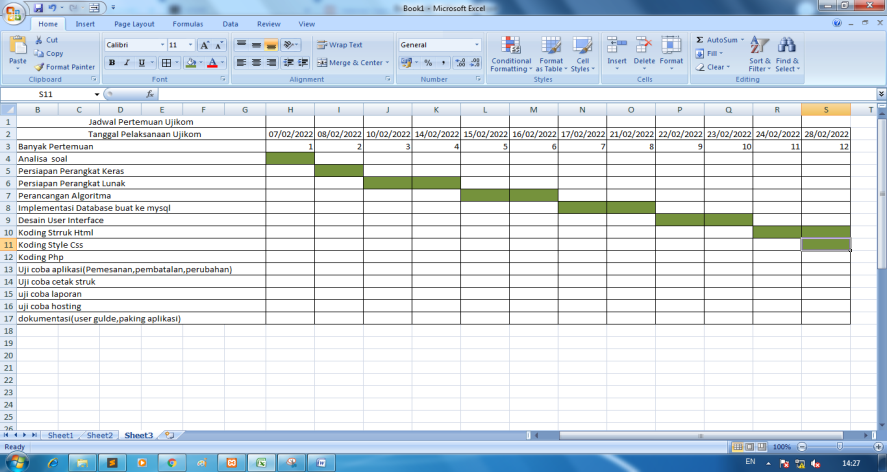 Book1 - Microsoft Excel
Home Insert Page Layout Formulas Data Review View
Cut Calibri 11 A A Wrap Text General Σ AutoSum
Copy Fill
Paste Format Painter B I U Merge & Center % , Conditional Format Cell Insert Delete Format Clear Sort & Find &
Formatting as Table Styles Filter Select
Clipboard Font Alignment Number Styles Cells Editing
S11 fx
B C D E F G H I J K L M N O P Q R S T
1 Jadwal Pertemuan Ujikom
2 Tanggal Pelaksanaan Ujikom 07/02/2022 08/02/2022 10/02/2022 14/02/2022 15/02/2022 16/02/2022 17/02/2022 21/02/2022 22/02/2022 23/02/2022 24/02/2022 28/02/2022
3 Banyak Pertemuan 1 2 3 4 5 6 7 8 9 10 11 12
4 Analisa soal
5 Persiapan Perangkat Keras
6 Persiapan Perangkat Lunak
7 Perancangan Algoritma
8 Implementasi Database buat ke mysql
9 Desain User Interface
10 Koding Strruk Html
11 Koding Style Css
12 Koding Php
13 Uji coba aplikasi(Pemesanan,pembatalan,perubahan)
14 Uji coba cetak struk
15 uji coba laporan
16 uji coba hosting
17 dokumentasi(user gulde,paking aplikasi)
18
19
20
21
22
23
24
25
26
Sheet1 Sheet2 Sheet3
Ready 100%
EN 14:27